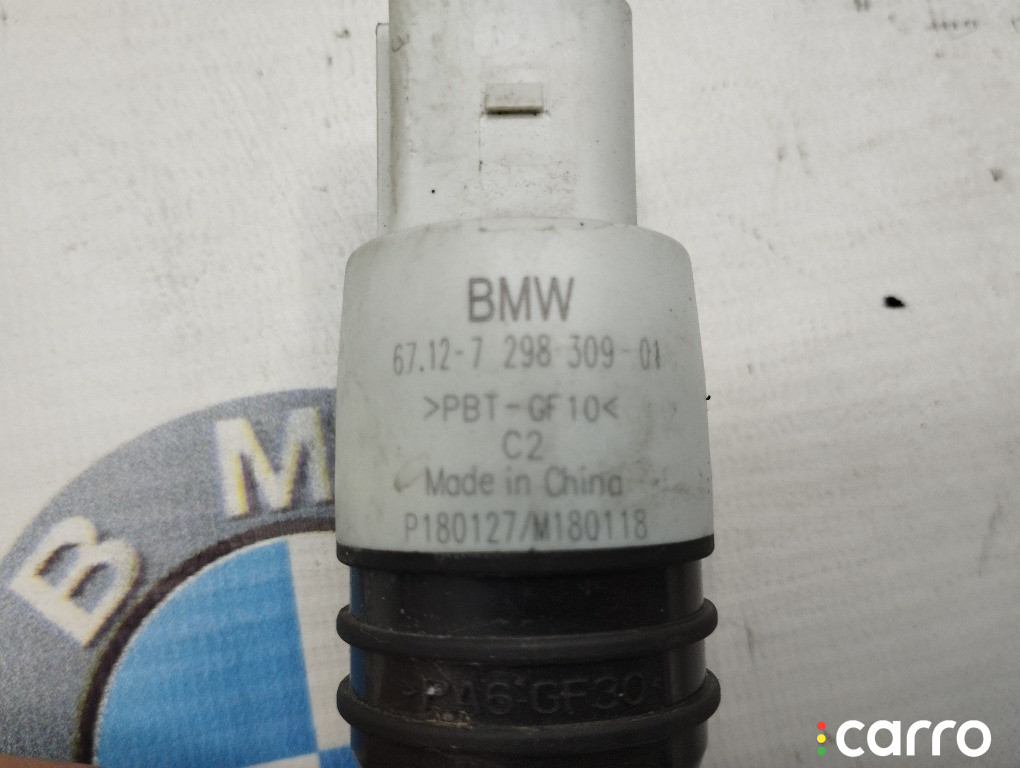 BMW
67.12-7 298 309-01
>PBT-GF10<
C2
Made in China
P180127/M180118
>PA6-GF30<
B M
carro